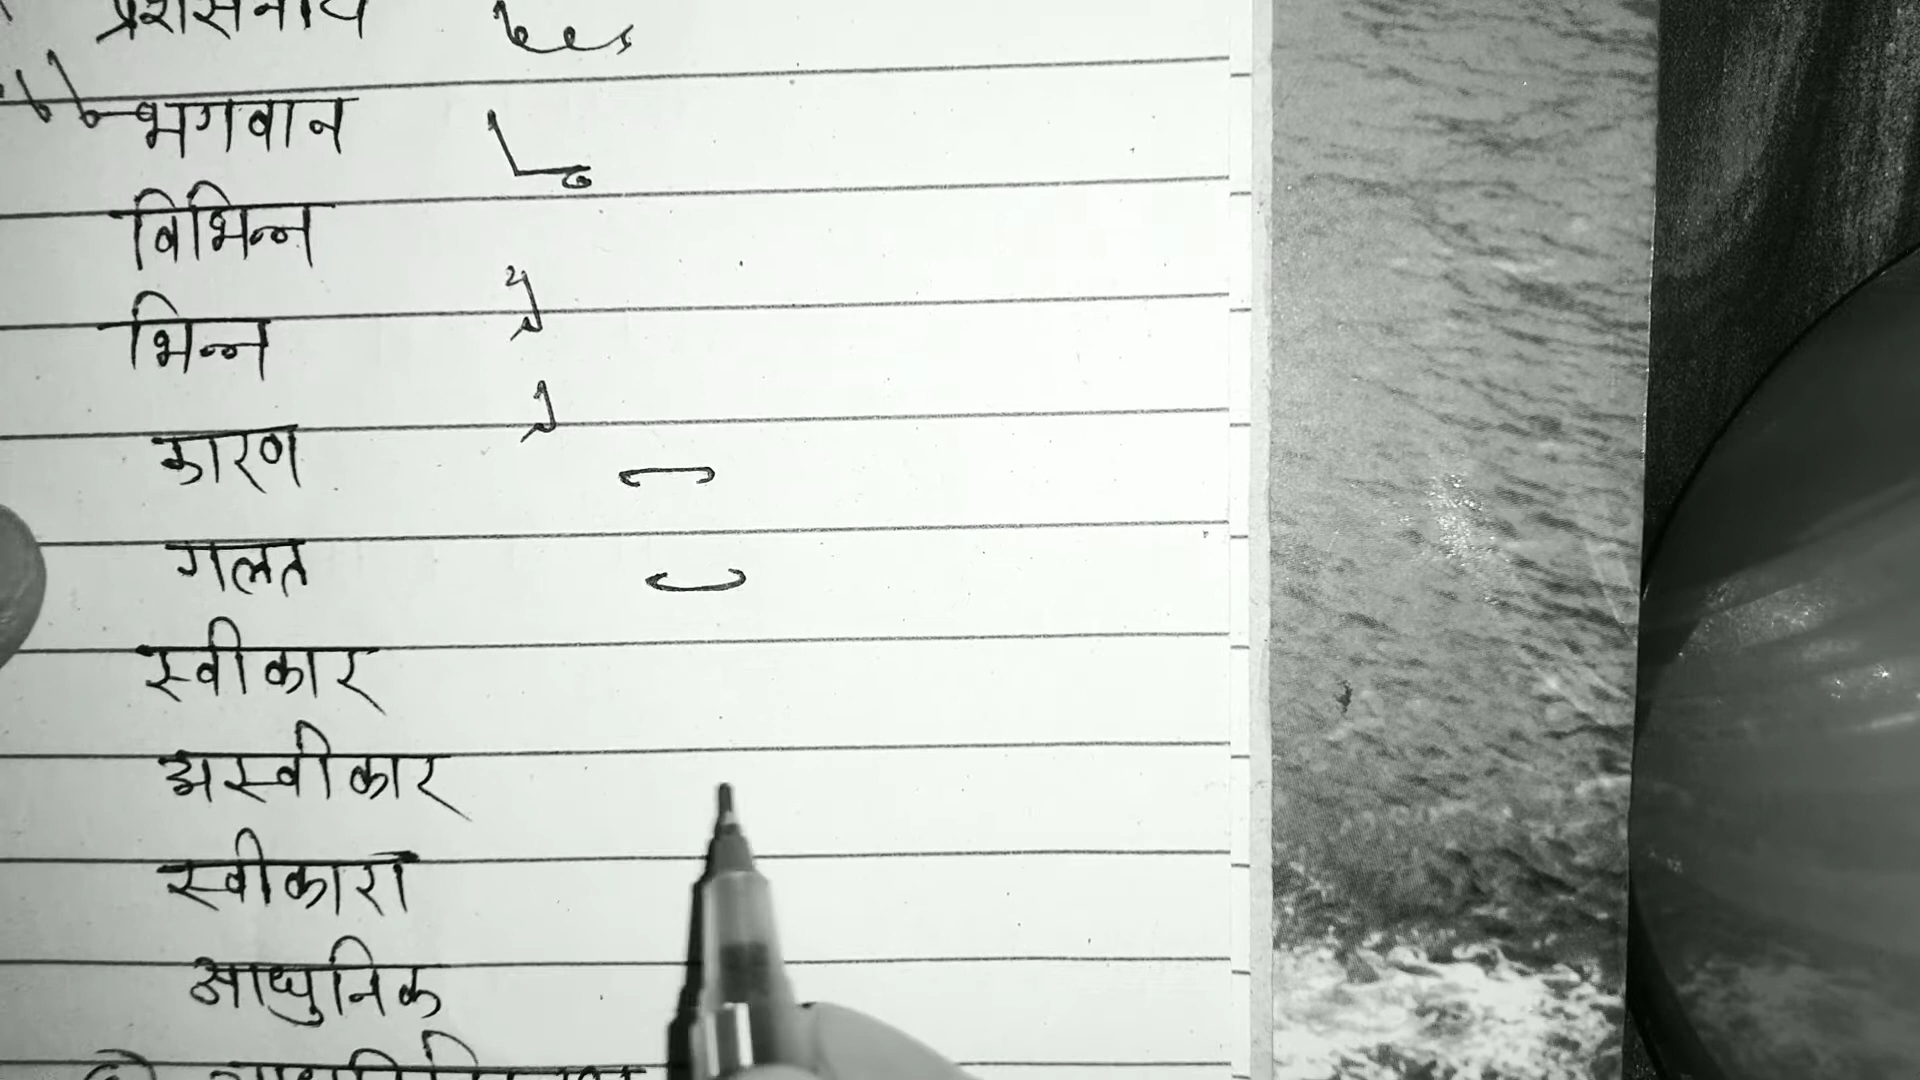 प्रशंसनीय
भगवान
विभिन्न
भिन्न
कारण
गलत
स्वीकार
अस्वीकार
स्वीकारा
आधुनिक